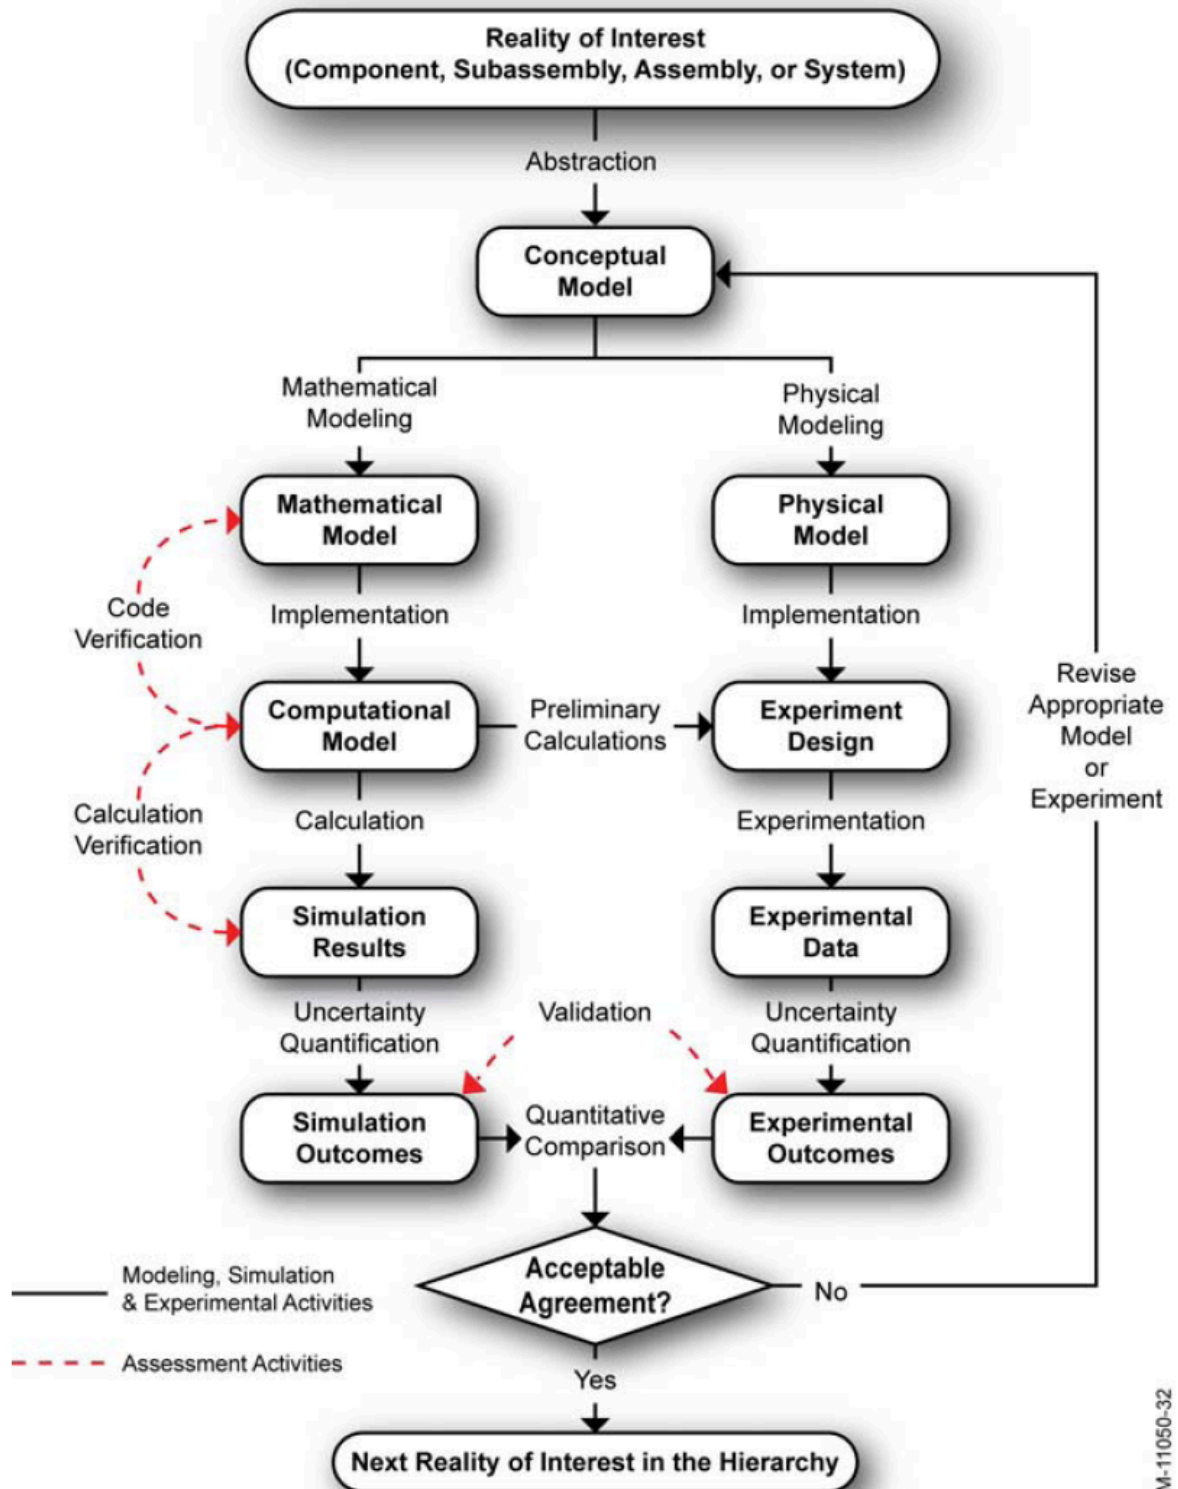 Reality of Interest
(Component, Subassembly, Assembly, or System)
Abstraction
Conceptual
Model
Mathematical
Modeling
Physical
Modeling
Mathematical
Model
Physical
Model
Code
Verification
Implementation
Implementation
Computational
Model
Preliminary
Calculations
Experiment
Design
Revise
Appropriate
Model
or
Experiment
Calculation
Verification
Calculation
Experimentation
Simulation
Results
Experimental
Data
Uncertainty
Quantification
Validation
Uncertainty
Quantification
Simulation
Outcomes
Quantitative
Comparison
Experimental
Outcomes
Acceptable
Agreement?
No
Modeling, Simulation
& Experimental Activities
Assessment Activities
Yes
Next Reality of Interest in the Hierarchy
M-11050-32